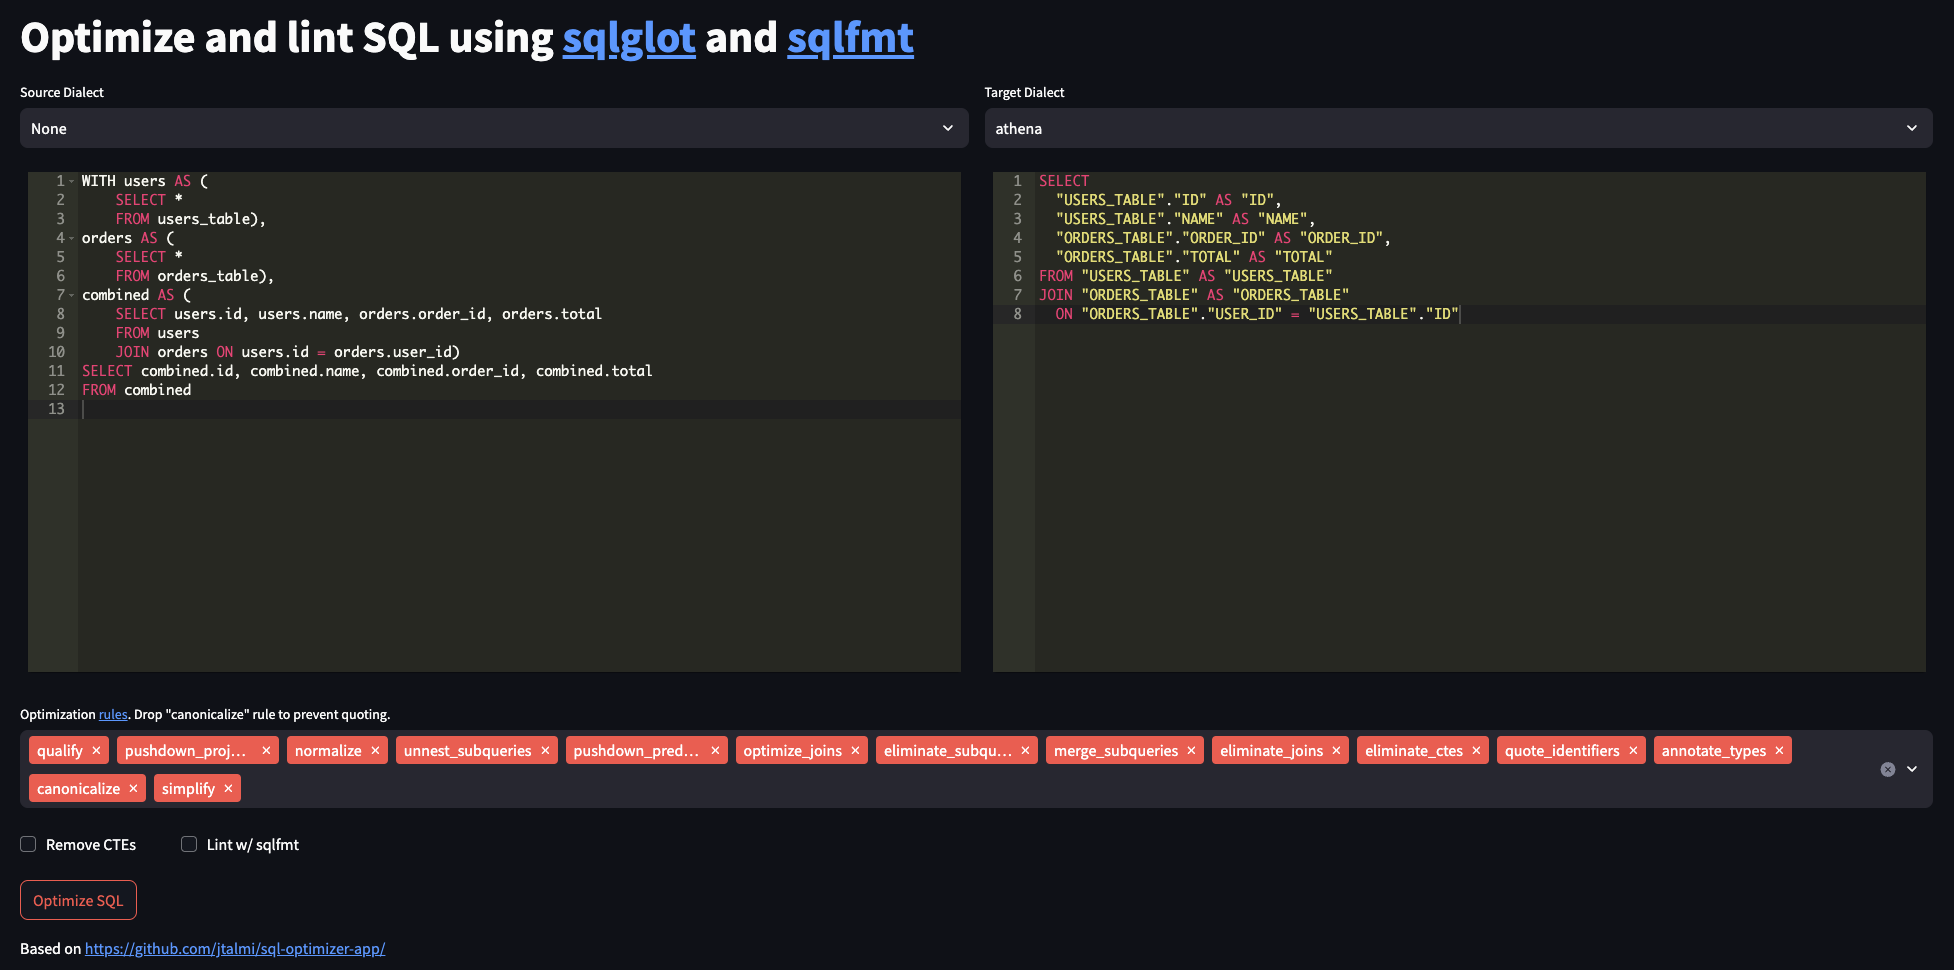 Optimize and lint SQL using sqlglot and sqlfmt
Source Dialect
None
Target Dialect
athena
1 WITH users AS (
2     SELECT *
3     FROM users_table),
4 orders AS (
5     SELECT *
6     FROM orders_table),
7 combined AS (
8     SELECT users.id, users.name, orders.order_id, orders.total
9     FROM users
10     JOIN orders ON users.id = orders.user_id)
11 SELECT combined.id, combined.name, combined.order_id, combined.total
12 FROM combined
13
1 SELECT
2   "USERS_TABLE"."ID" AS "ID",
3   "USERS_TABLE"."NAME" AS "NAME",
4   "ORDERS_TABLE"."ORDER_ID" AS "ORDER_ID",
5   "ORDERS_TABLE"."TOTAL" AS "TOTAL"
6 FROM "USERS_TABLE" AS "USERS_TABLE"
7 JOIN "ORDERS_TABLE" AS "ORDERS_TABLE"
8   ON "ORDERS_TABLE"."USER_ID" = "USERS_TABLE"."ID"
Optimization rules. Drop "canonicalize" rule to prevent quoting.
qualify × pushdown_proj... × normalize × unnest_subqueries × pushdown_pred... × optimize_joins × eliminate_subqu... × merge_subqueries × eliminate_joins × eliminate_ctes × quote_identifiers × annotate_types ×
canonicalize × simplify ×
Remove CTEs Lint w/ sqlfmt
Optimize SQL
Based on https://github.com/jtalmi/sql-optimizer-app/